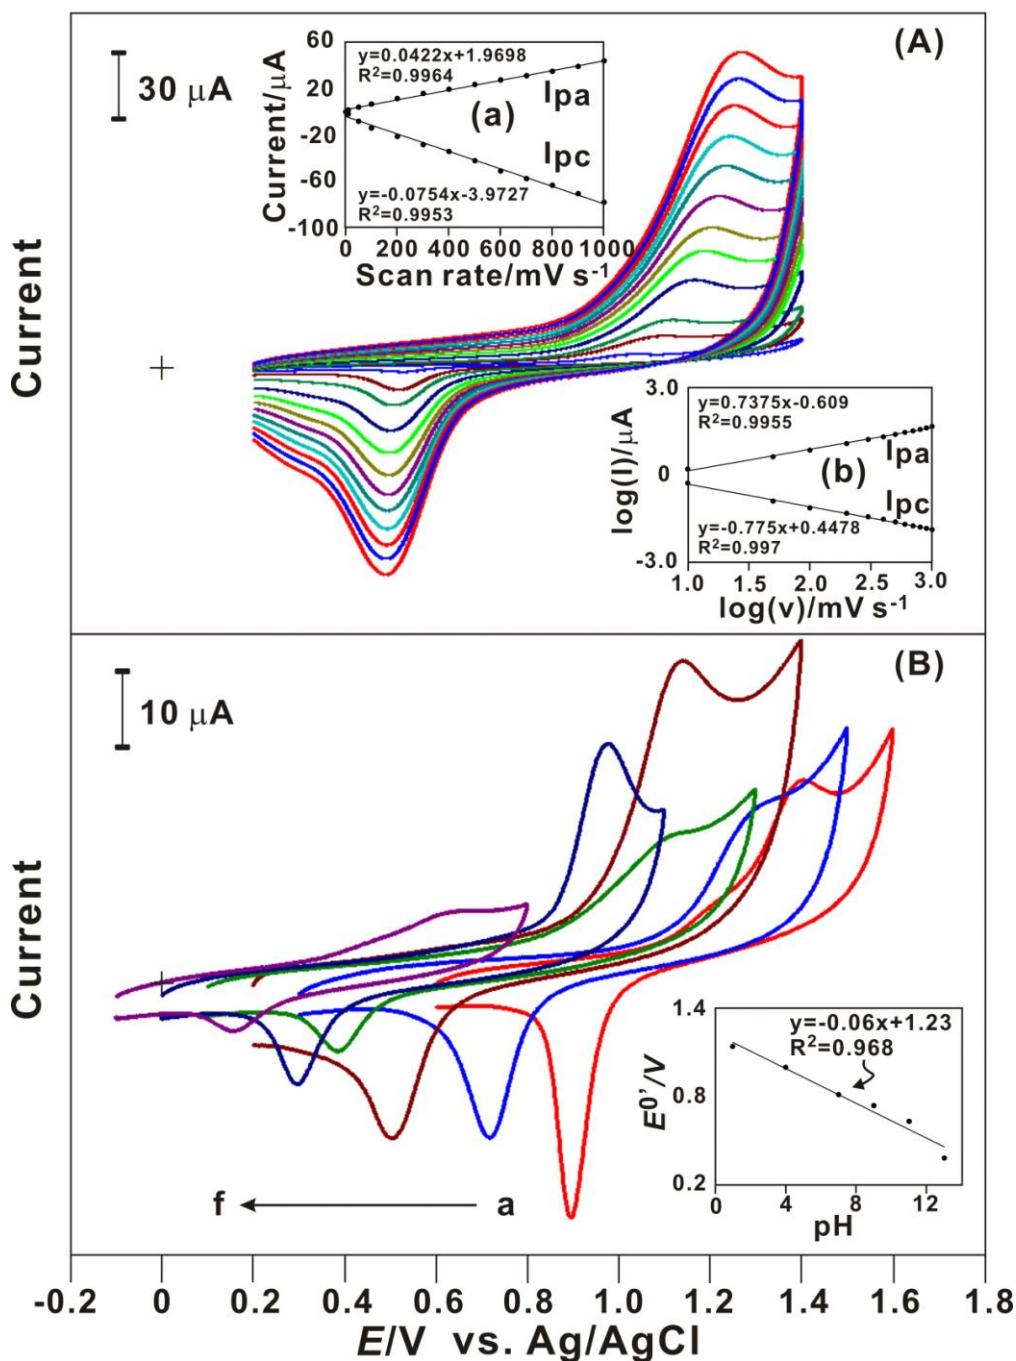 (A)
30 μA
Current
60
20
-20
-60
-100
Current/μA
y=0.0422x+1.9698
R²=0.9964
Ipa
(a)
Ipc
y=-0.0754x-3.9727
R²=0.9953
0 200 400 600 800 1000
Scan rate/mV s⁻¹
3.0
0
-3.0
log(I)/μA
y=0.7375x-0.609
R²=0.9955
Ipa
(b)
Ipc
y=-0.775x+0.4478
R²=0.997
1.0 1.5 2.0 2.5 3.0
log(v)/mV s⁻¹
(B)
10 μA
Current
f a
1.4
0.8
0.2
E⁰'/V
y=-0.06x+1.23
R²=0.968
0 4 8 12
pH
-0.2 0 0.2 0.4 0.6 0.8 1.0 1.2 1.4 1.6 1.8
E/V vs. Ag/AgCl